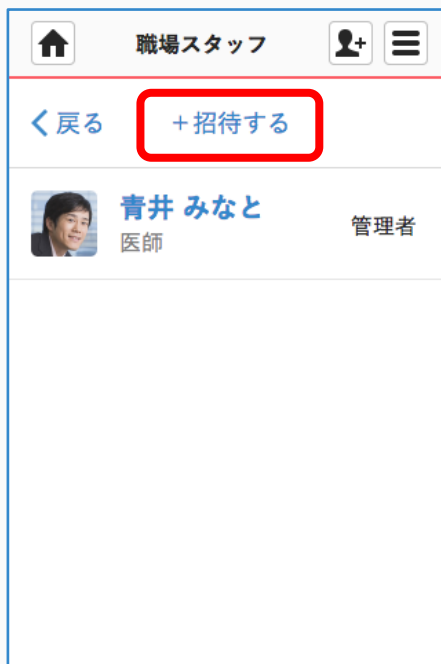 職場スタッフ
戻る
+招待する
青井 みなと
医師
管理者